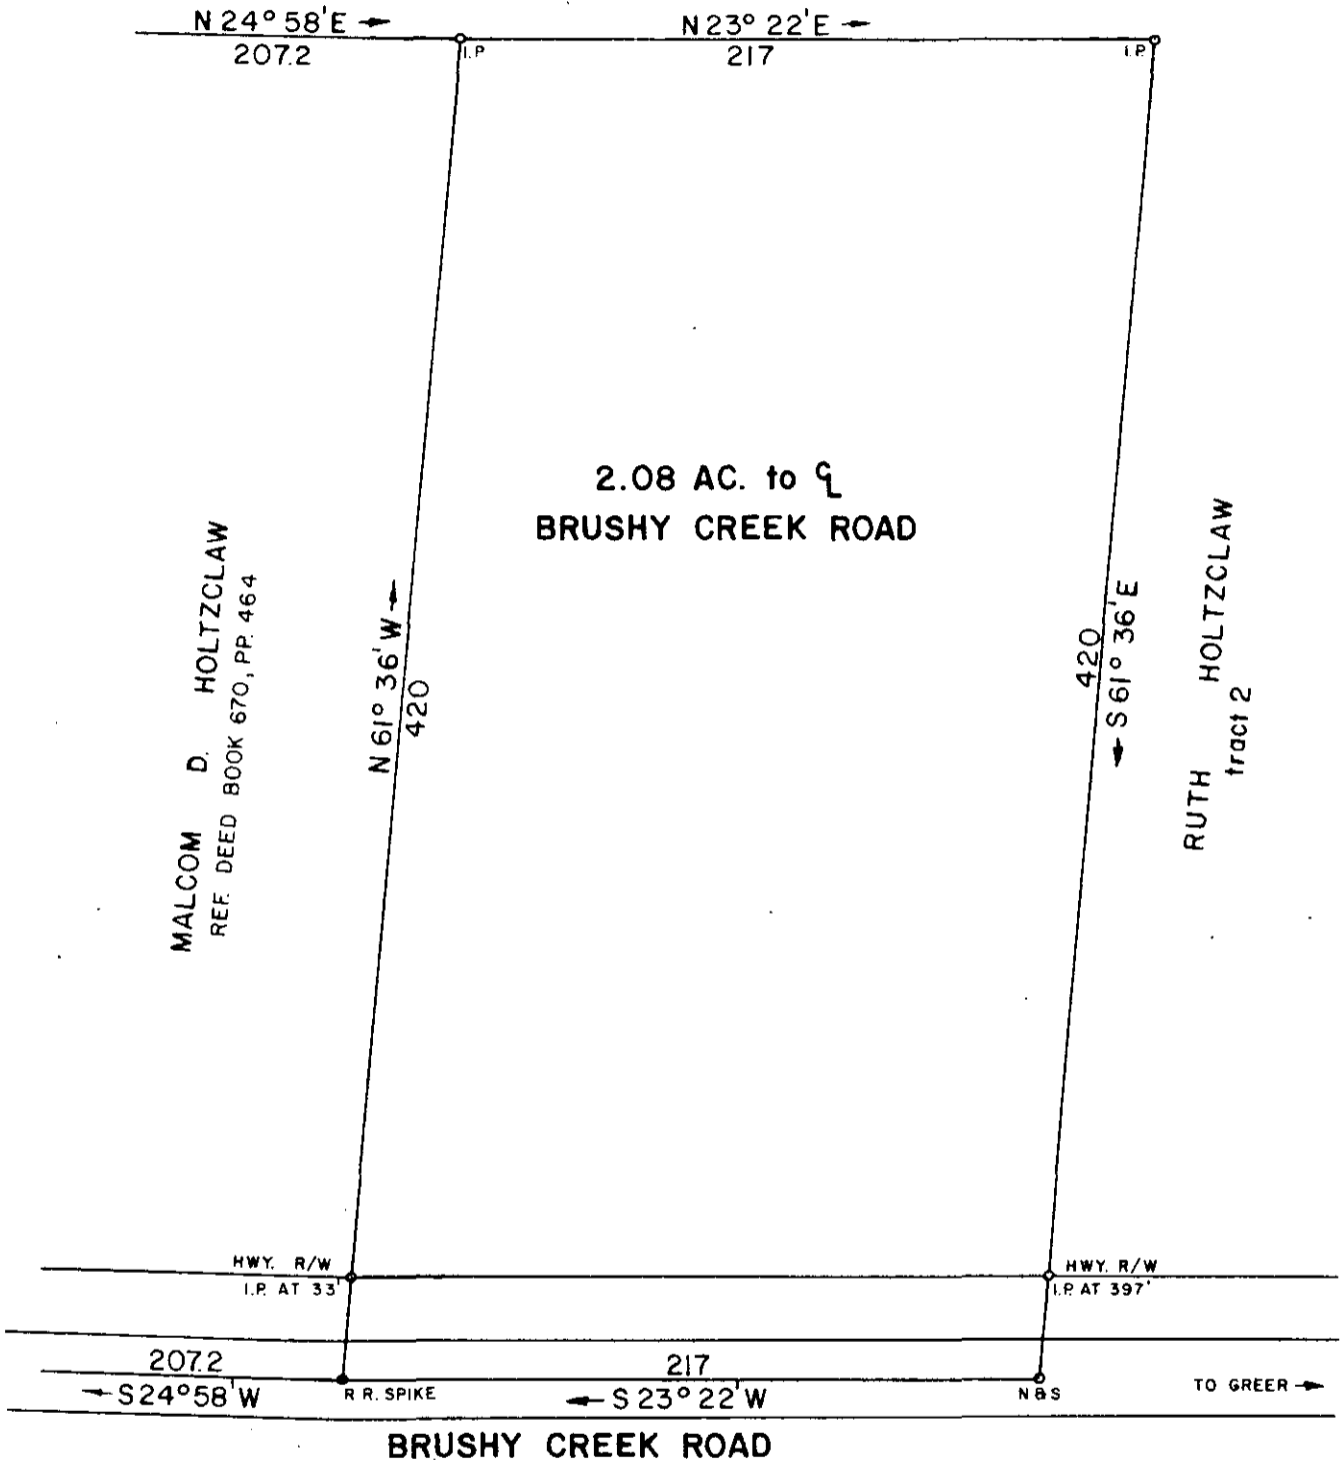 N 24° 58' E
207.2
I.P
N 23° 22' E
217
I.P.
2.08 AC. to ℄
BRUSHY CREEK ROAD
MALCOM D. HOLTZCLAW
REF. DEED BOOK 670, PP. 464
N 61° 36' W
420
420
S 61° 36' E
RUTH HOLTZCLAW
tract 2
HWY. R/W
I.P. AT 33'
HWY. R/W
I.P. AT 397'
207.2
S 24° 58' W
R R. SPIKE
217
S 23° 22' W
N & S
TO GREER
BRUSHY CREEK ROAD